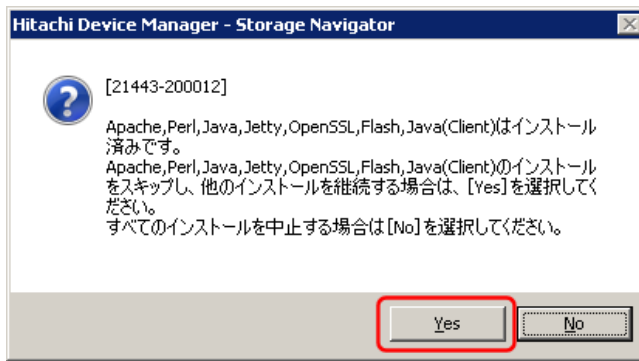 Hitachi Device Manager - Storage Navigator
[21443-200012]
Apache,Perl,Java,Jetty,OpenSSL,Flash,Java(Client)はインストール
済みです。
Apache,Perl,Java,Jetty,OpenSSL,Flash,Java(Client)のインストール
をスキップし、他のインストールを継続する場合は、[Yes]を選択してく
ださい。
すべてのインストールを中止する場合は[No]を選択してください。
Yes
No